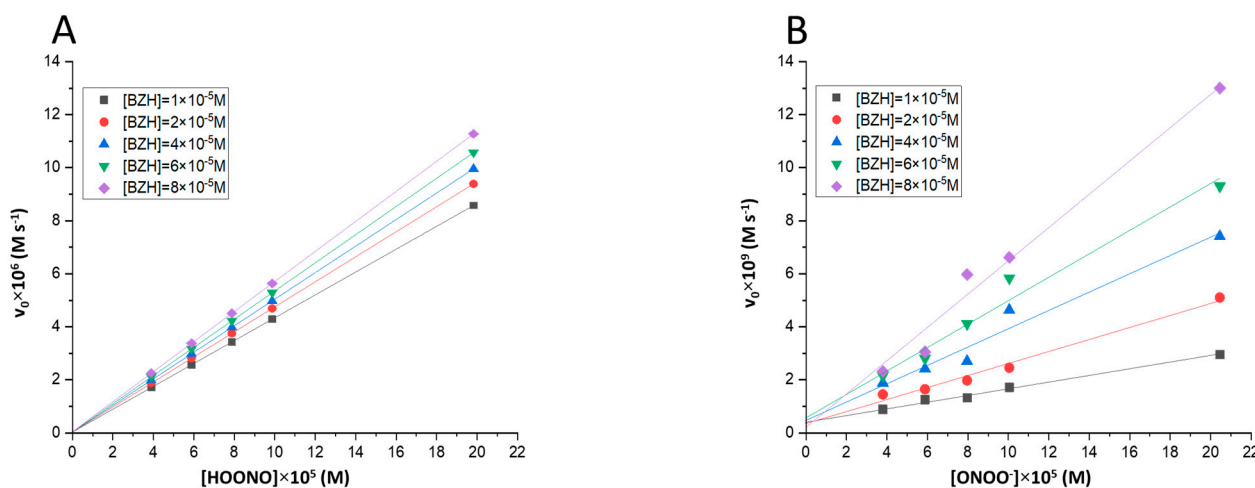 A
14
12
10
8
6
4
2
0
v₀×10⁶ (M s⁻¹)
[BZH]=1×10⁻⁵M
[BZH]=2×10⁻⁵M
[BZH]=4×10⁻⁵M
[BZH]=6×10⁻⁵M
[BZH]=8×10⁻⁵M
0 2 4 6 8 10 12 14 16 18 20 22
[HOONO]×10⁵ (M)
B
14
12
10
8
6
4
2
0
v₀×10⁹ (M s⁻¹)
[BZH]=1×10⁻⁵M
[BZH]=2×10⁻⁵M
[BZH]=4×10⁻⁵M
[BZH]=6×10⁻⁵M
[BZH]=8×10⁻⁵M
0 2 4 6 8 10 12 14 16 18 20 22
[ONOO⁻]×10⁵ (M)